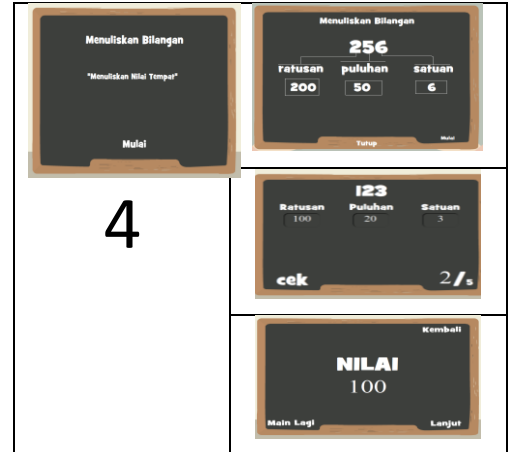 Menuliskan Bilangan
"Menuliskan Nilai Tempat"
Mulai
4
Menuliskan Bilangan
256
ratusan puluhan satuan
200 50 6
Tutup
Mulai
123
Ratusan Puluhan Satuan
100 20 3
cek 2/5
Kembali
NILAI
100
Main Lagi Lanjut